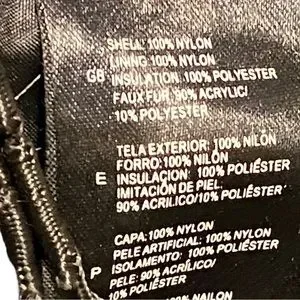 SHELL: 100% NYLON
LINING 100% NYLON
GB INSULATION: 100% POLYESTER
FAUX FUR. 90% ACRYLIC/
10% POLYESTER
TELA EXTERIOR: 100% NILÓN
FORRO:100% NILÓN
E INSULACION: 100% POLIÉSTER
IMITACIÓN DE PIEL.
90% ACRILICO/10% POLIÉSTER
CAPA: 100% NYLON
PELE ARTIFICIAL: 100% NYLON
P ISOLAMENTO: 100% POLIÉSTER
PELE: 90% ACRÍLICO/
10% POLIÉSTER